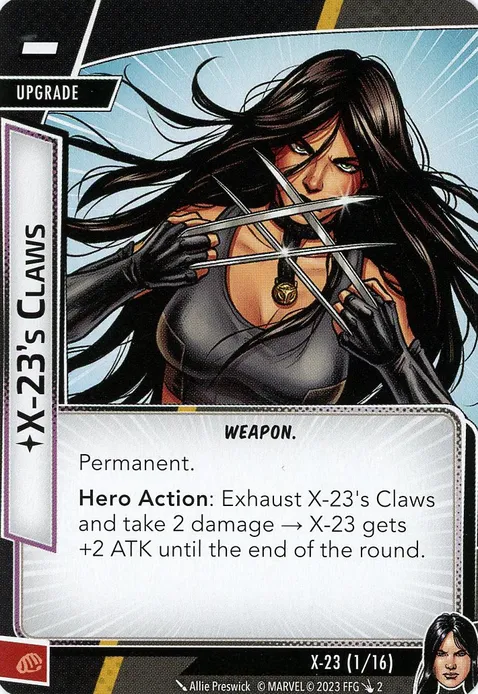 UPGRADE
X-23's CLAWS
WEAPON.
Permanent.
Hero Action: Exhaust X-23's Claws
and take 2 damage → X-23 gets
+2 ATK until the end of the round.
X-23 (1/16)
Allie Preswick © MARVEL © 2023 FFG 2